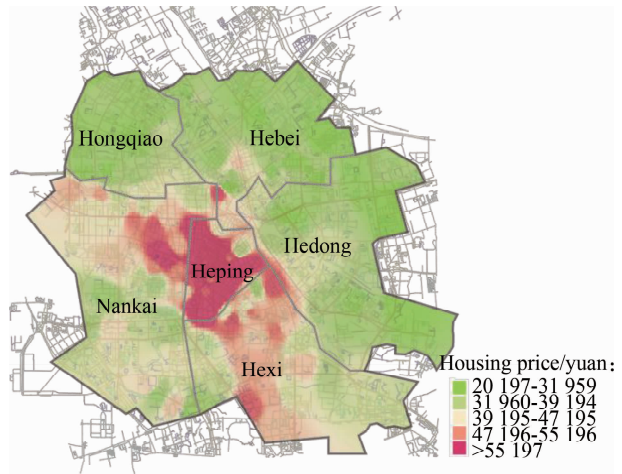 Hongqiao
Hebei
Hedong
Heping
Nankai
Hexi
Housing price/yuan:
20 197-31 959
31 960-39 194
39 195-47 195
47 196-55 196
>55 197